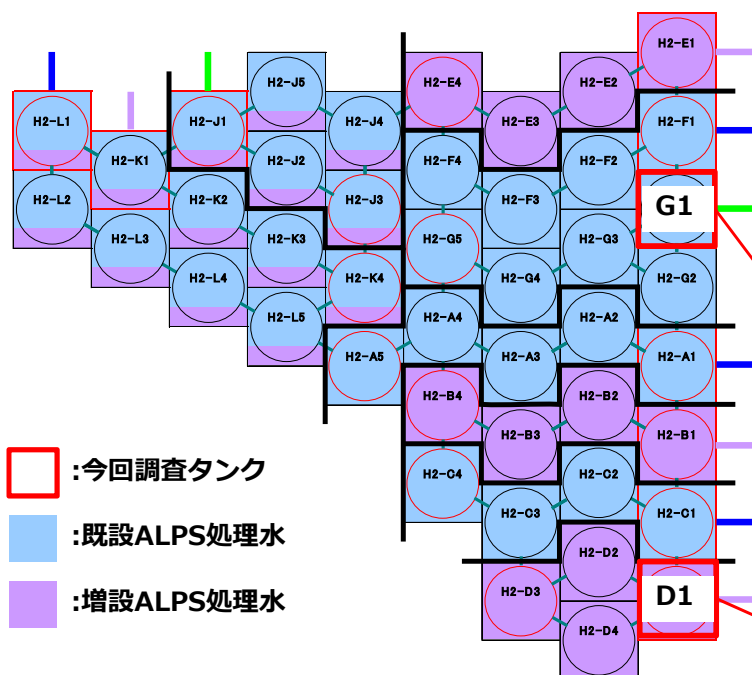 H2-E1
H2-J5
H2-E4
H2-E2
H2-L1
H2-J1
H2-J4
H2-E3
H2-F1
H2-K1
H2-J2
H2-F4
H2-F2
H2-L2
H2-K2
H2-J3
H2-F3
G1
H2-L3
H2-K3
H2-G5
H2-G3
H2-L4
H2-K4
H2-G4
H2-G2
H2-L5
H2-A4
H2-A2
H2-A5
H2-A3
H2-A1
H2-B4
H2-B2
H2-B3
H2-B1
:今回調査タンク
H2-C4
H2-C2
H2-C3
H2-C1
:既設ALPS処理水
H2-D2
H2-D3
D1
:増設ALPS処理水
H2-D4